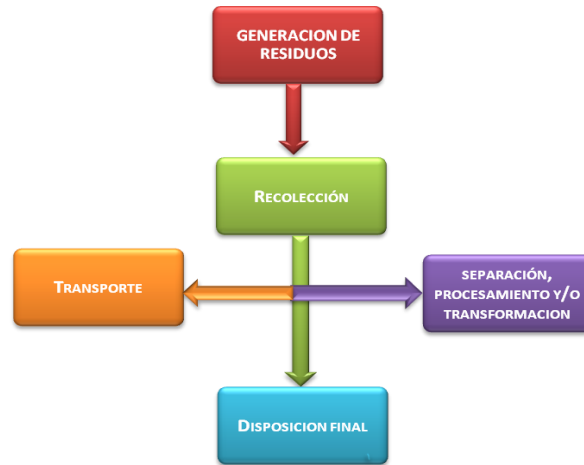 GENERACION DE
RESIDUOS
RECOLECCIÓN
TRANSPORTE
SEPARACIÓN,
PROCESAMIENTO Y/O
TRANSFORMACION
DISPOSICION FINAL